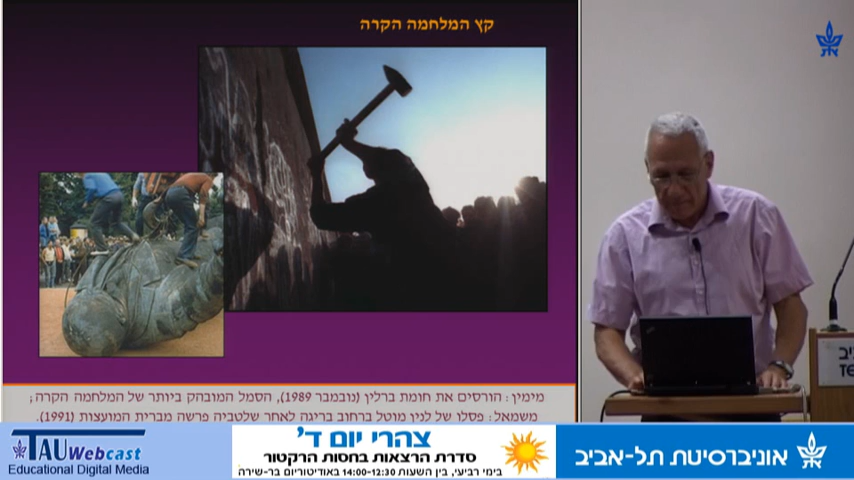 קץ המלחמה הקרה
מימין: הורסים את חומת ברלין (נובמבר 1989), הסמל המובהק ביותר של המלחמה הקרה;
משמאל: פסלו של לנין מוטל ברחוב בריגה לאחר שלטביה פרשה מברית המועצות (1991).
TAU Webcast
Educational Digital Media
צהרי יום ד'
סדרת הרצאות בחסות הרקטור
בימי רביעי, בין השעות 14:00-12:30 באודיטוריום בר-שירה
אוניברסיטת תל-אביב